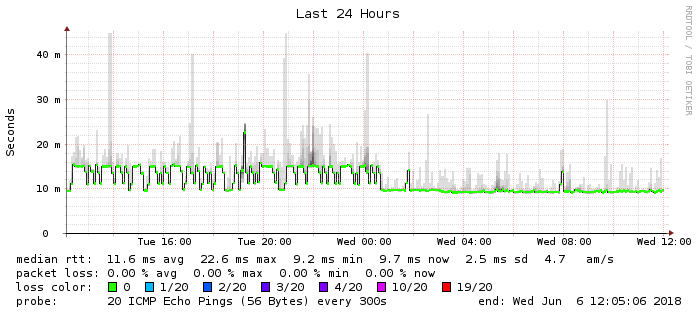 Last 24 Hours
RRDTOOL / TOBI OETIKER
Seconds
40 m
30 m
20 m
10 m
0
Tue 16:00 Tue 20:00 Wed 00:00 Wed 04:00 Wed 08:00 Wed 12:00
median rtt: 11.6 ms avg 22.6 ms max 9.2 ms min 9.7 ms now 2.5 ms sd 4.7 am/s
packet loss: 0.00 % avg 0.00 % max 0.00 % min 0.00 % now
loss color: 0 1/20 2/20 3/20 4/20 10/20 19/20
probe: 20 ICMP Echo Pings (56 Bytes) every 300s end: Wed Jun 6 12:05:06 2018